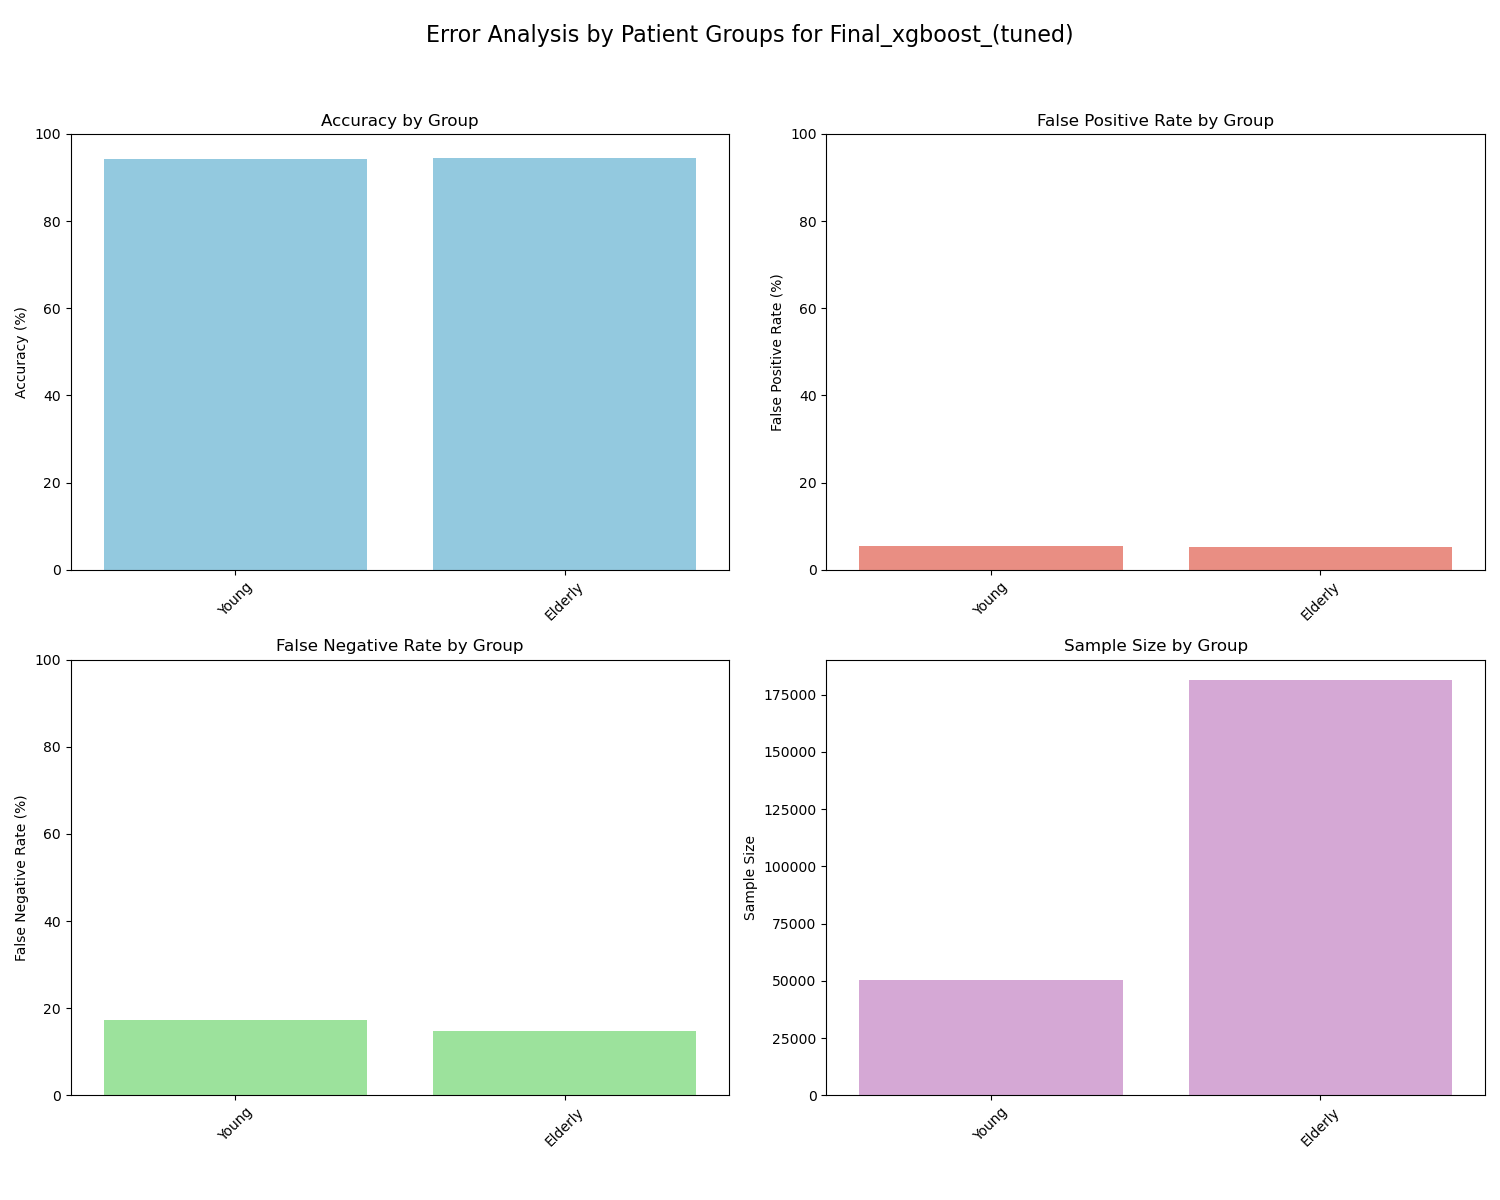 Error Analysis by Patient Groups for Final_xgboost_(tuned)
Accuracy by Group
100
80
60
40
20
0
Accuracy (%)
Young
Elderly
False Positive Rate by Group
100
80
60
40
20
0
False Positive Rate (%)
Young
Elderly
False Negative Rate by Group
100
80
60
40
20
0
False Negative Rate (%)
Young
Elderly
Sample Size by Group
175000
150000
125000
100000
75000
50000
25000
0
Sample Size
Young
Elderly